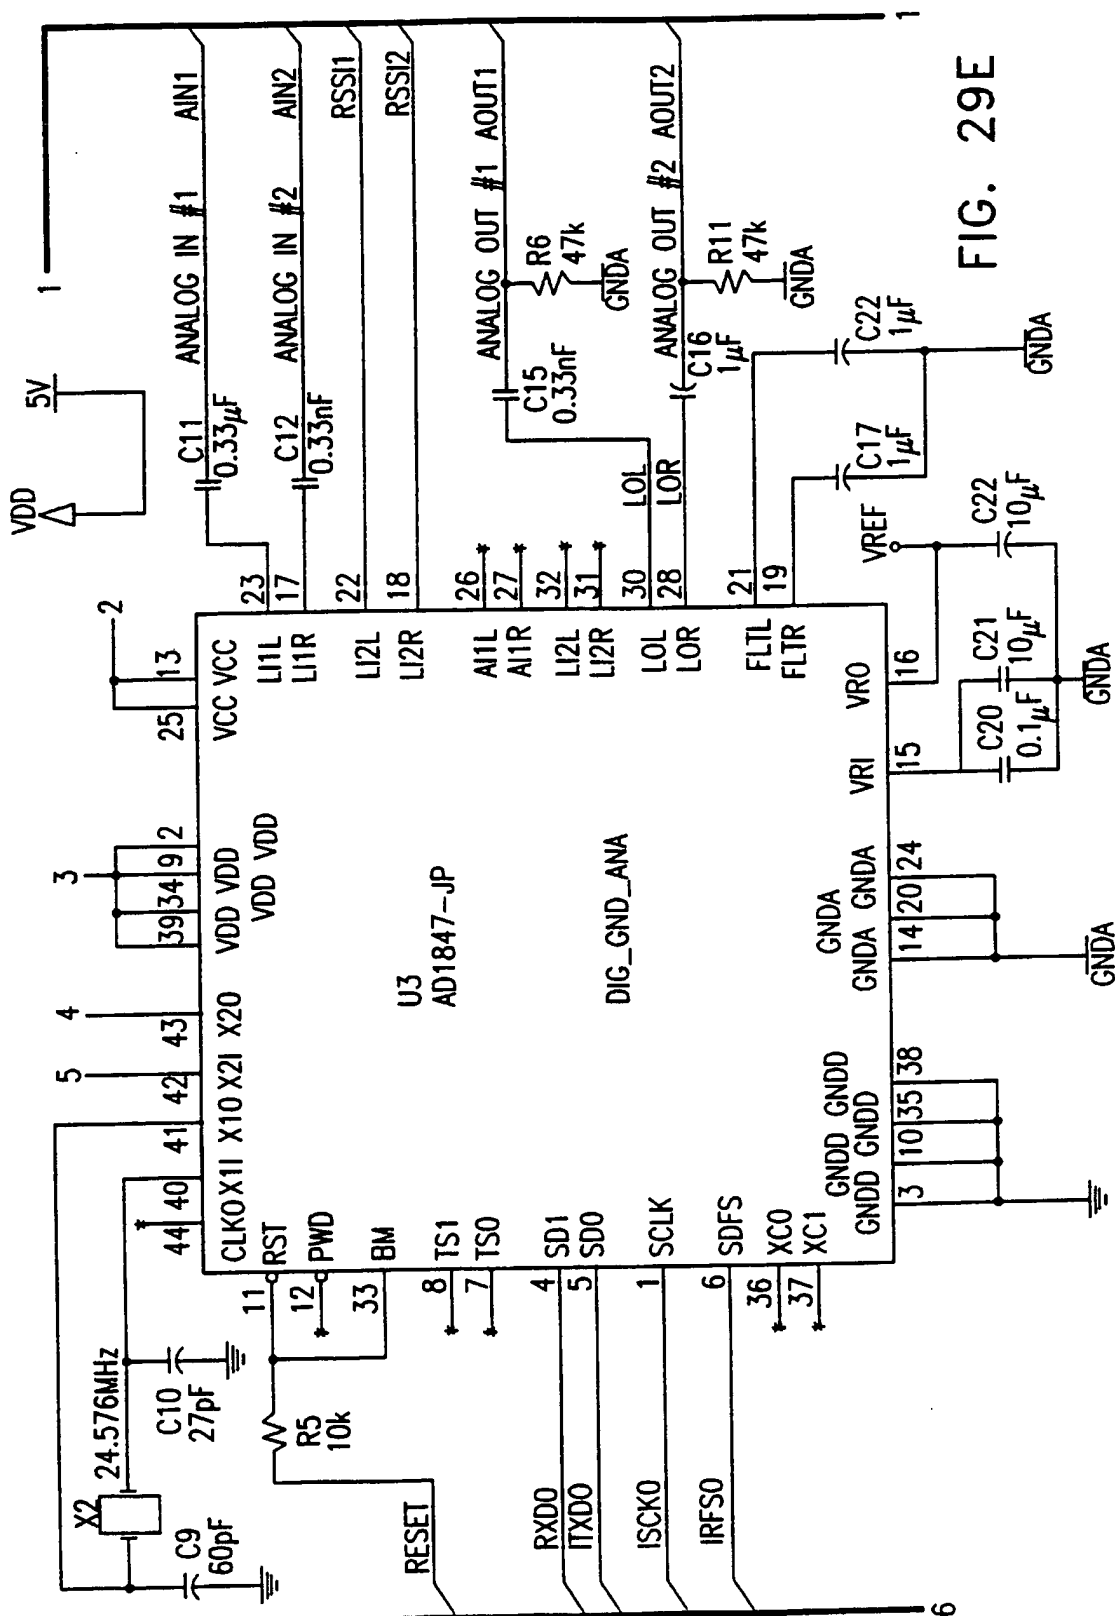 1
VDD
5V
AIN1
ANALOG IN #1
C11
0.33µF
AIN2
ANALOG IN #2
C12
0.33nF
RSSI1
RSSI2
ANALOG OUT #1 AOUT1
C15
0.33nF
R6
47k
GNDA
ANALOG OUT #2 AOUT2
C16
1µF
R11
47k
GNDA
LOL
LOR
C17
1µF
C22
1µF
GNDA
1
2
13
25
VCC VCC
3
2
9
34
39
VDD VDD
VDD VDD
4
43
X2O
5
42
X2I
41
X1O
40
X1I
44
*
CLKO
23 LI1L
17 LI1R
22 LI2L
18 LI2R
* 26 AI1L
* 27 AI1R
* 32 LI2L
* 31 LI2R
30 LOL
28 LOR
21 FLTL
19 FLTR
VREF
16 VRO
15 VRI
C22
10µF
C21
10µF
C20
0.1µF
GNDA
U3
AD1847-JP
DIG_GND_ANA
GNDA
GNDA GNDA
14 20 24
GNDA
GNDD GNDD
GNDD GNDD
3 10 35 38
11 RST
* 12 PWD
33 BM
* 8 TS1
* 7 TS0
4 SD1
5 SD0
1 SCLK
6 SDFS
* 36 XC0
* 37 XC1
24.576MHz
X2
C10
27pF
C9
60pF
R5
10k
RESET
RXD0
ITXD0
ISCK0
IRFS0
6
FIG. 29E